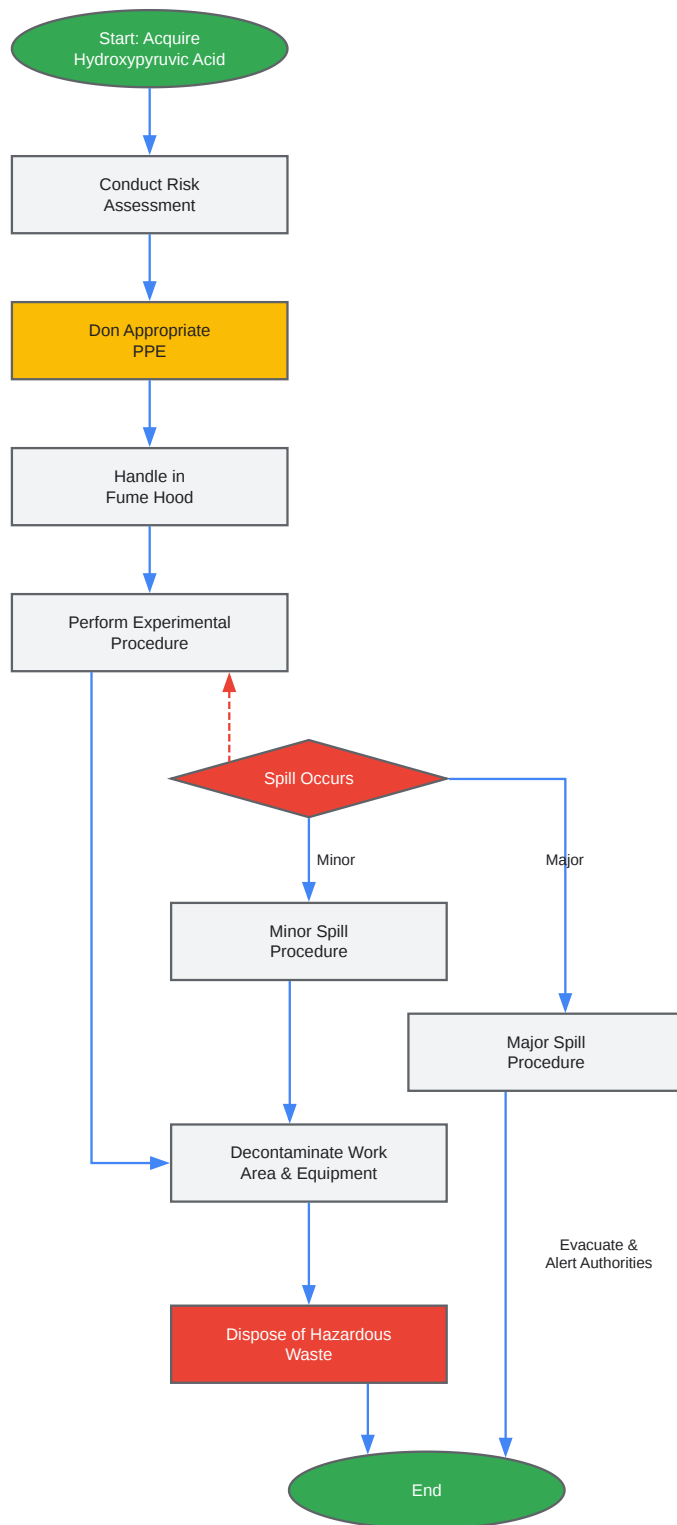 Start: Acquire
Hydroxypyruvic Acid
Conduct Risk
Assessment
Don Appropriate
PPE
Handle in
Fume Hood
Perform Experimental
Procedure
Spill Occurs
Minor
Major
Minor Spill
Procedure
Major Spill
Procedure
Decontaminate Work
Area & Equipment
Evacuate &
Alert Authorities
Dispose of Hazardous
Waste
End